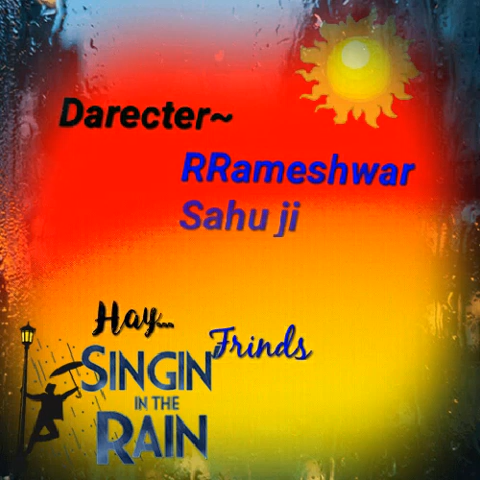 Darecter~
RRameshwar
Sahu ji
Hay...
Frinds
SINGIN
IN THE
RAIN